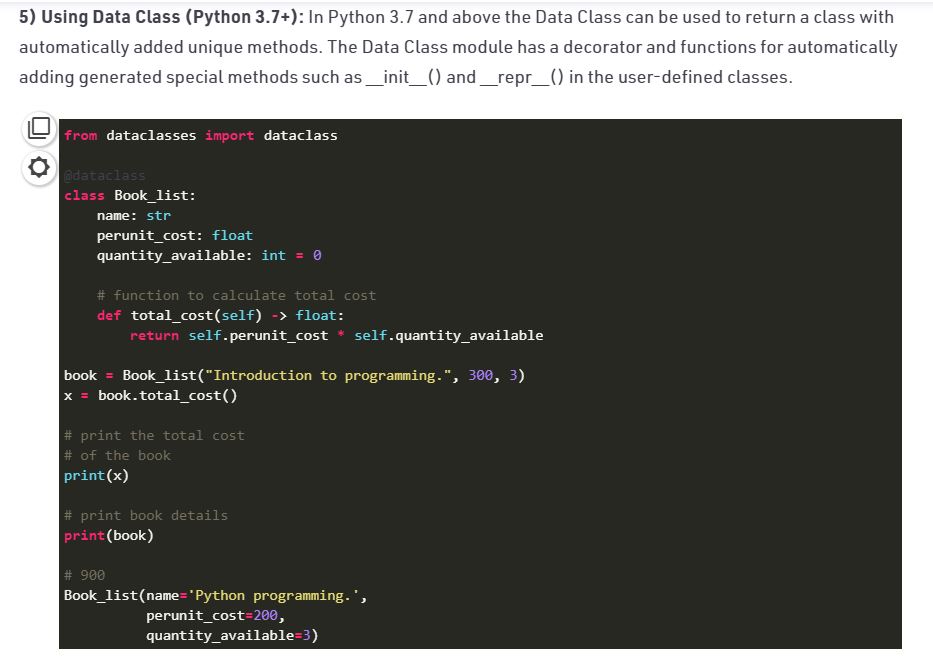 5) Using Data Class (Python 3.7+): In Python 3.7 and above the Data Class can be used to return a class with
automatically added unique methods. The Data Class module has a decorator and functions for automatically
adding generated special methods such as __init__() and __repr__() in the user-defined classes.
from dataclasses import dataclass
@dataclass
class Book_list:
    name: str
    perunit_cost: float
    quantity_available: int = 0
    # function to calculate total cost
    def total_cost(self) -> float:
        return self.perunit_cost * self.quantity_available
book = Book_list("Introduction to programming.", 300, 3)
x = book.total_cost()
# print the total cost
# of the book
print(x)
# print book details
print(book)
# 900
Book_list(name='Python programming.',
          perunit_cost=200,
          quantity_available=3)